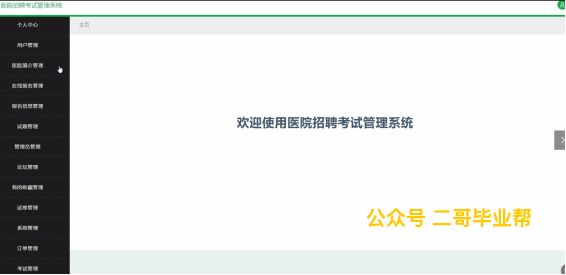 医院招聘考试管理系统
个人中心
主页
用户管理
医院简介管理
在线报名管理
报名信息管理
试题管理
管理员管理
论坛管理
我的收藏管理
试卷管理
系统管理
订单管理
考试管理
欢迎使用医院招聘考试管理系统
公众号 二哥毕业帮